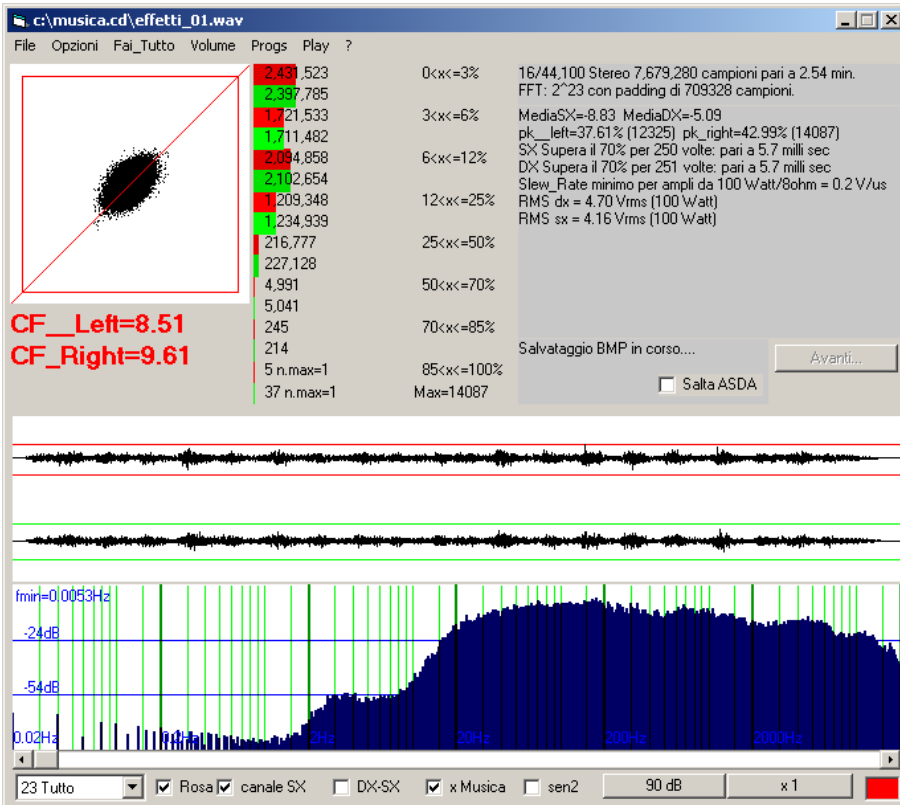 c:\musica.cd\effetti_01.wav
File Opzioni Fai_Tutto Volume Progs Play ?
2,431,523 0<x<=3%
2,397,785
1,721,533 3<x<=6%
1,711,482
2,094,858 6<x<=12%
2,102,654
1,209,348 12<x<=25%
1,234,939
216,777 25<x<=50%
227,128
4,991 50<x<=70%
5,041
245 70<x<=85%
214
5 n.max=1 85<x<=100%
37 n.max=1 Max=14087
CF__Left=8.51
CF_Right=9.61
16/44,100 Stereo 7,679,280 campioni pari a 2.54 min.
FFT: 2^23 con padding di 709328 campioni.
MediaSX=-8.83 MediaDX=-5.09
pk__left=37.61% (12325) pk_right=42.99% (14087)
SX Supera il 70% per 250 volte: pari a 5.7 milli sec
DX Supera il 70% per 251 volte: pari a 5.7 milli sec
Slew_Rate minimo per ampli da 100 Watt/8ohm = 0.2 V/us
RMS dx = 4.70 Vrms (100 Watt)
RMS sx = 4.16 Vrms (100 Watt)
Salvataggio BMP in corso....
Avanti...
Salta ASDA
fmin=0.0053Hz
-24dB
-54dB
0.02Hz 0.2Hz 2Hz 20Hz 200Hz 2000Hz
23 Tutto Rosa canale SX DX-SX x Musica sen2 90 dB x 1